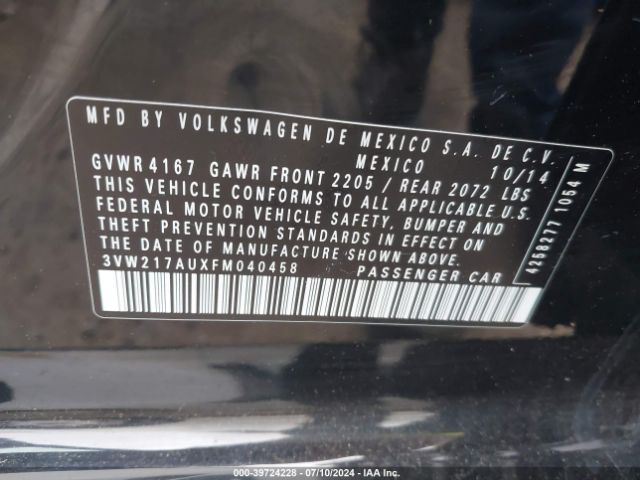 MFD BY VOLKSWAGEN DE MEXICO S.A. DE C.V.
MEXICO 10/14
GVWR 4167 GAWR FRONT 2205 / REAR 2072 LBS
THIS VEHICLE CONFORMS TO ALL APPLICABLE U.S.
FEDERAL MOTOR VEHICLE SAFETY, BUMPER AND
THEFT PREVENTION STANDARDS IN EFFECT ON
THE DATE OF MANUFACTURE SHOWN ABOVE.
3VW217AUXFM040458 PASSENGER CAR
4258277 1054 M
000-39724228 - 07/10/2024 - IAA Inc.